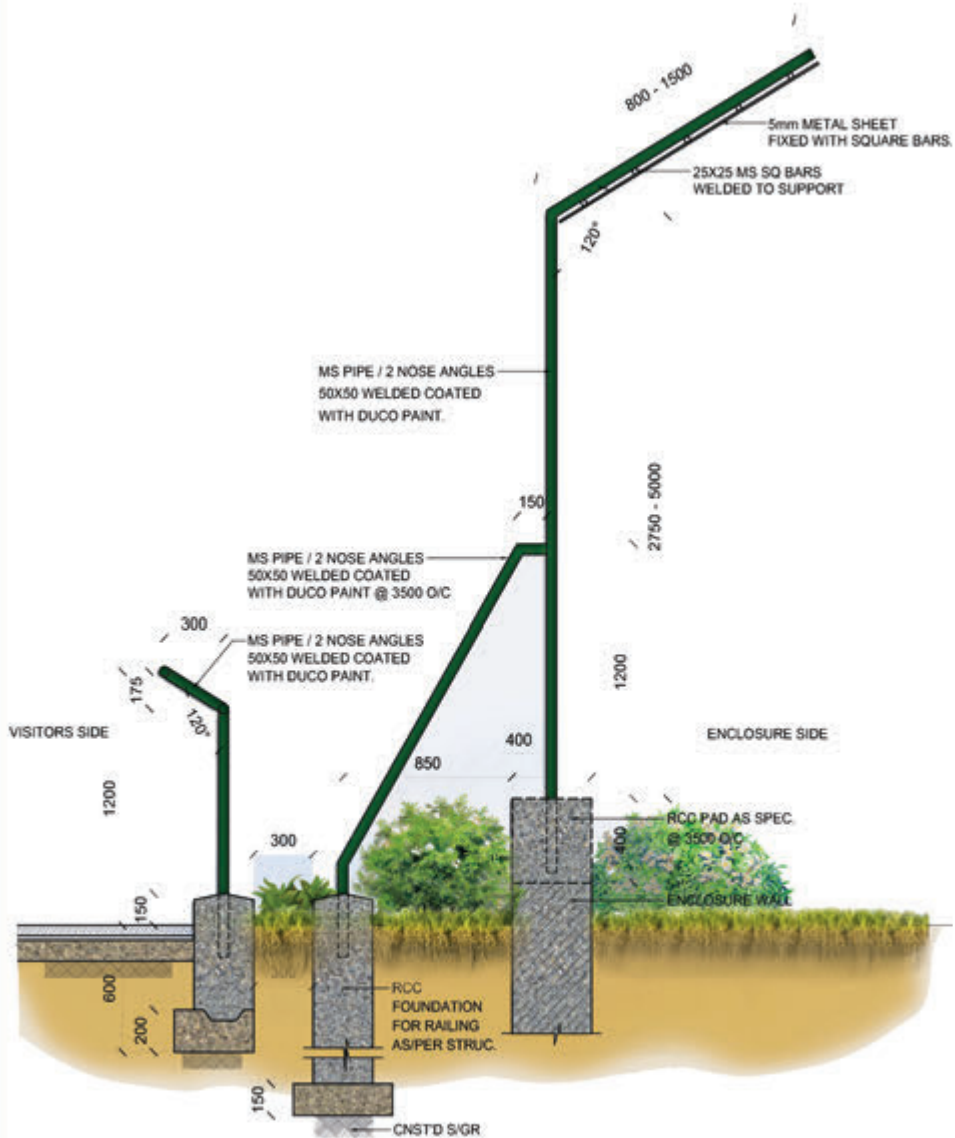 800 - 1500
5mm METAL SHEET
FIXED WITH SQUARE BARS.
25X25 MS SQ BARS
WELDED TO SUPPORT
120°
MS PIPE / 2 NOSE ANGLES
50X50 WELDED COATED
WITH DUCO PAINT.
2750 - 5000
150
MS PIPE / 2 NOSE ANGLES
50X50 WELDED COATED
WITH DUCO PAINT @ 3500 O/C
300
MS PIPE / 2 NOSE ANGLES
50X50 WELDED COATED
WITH DUCO PAINT.
175
120°
1200
VISITORS SIDE
ENCLOSURE SIDE
400
850
1200
300
RCC PAD AS SPEC.
@ 3500 O/C
400
ENCLOSURE WALL
150
600
RCC
FOUNDATION
FOR RAILING
AS/PER STRUC.
200
150
CNST'D S/GR